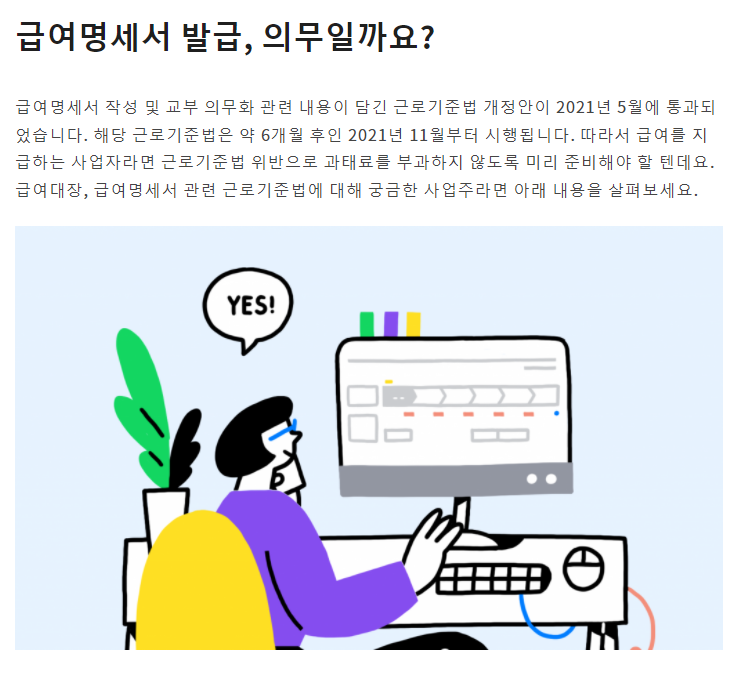 급여명세서 발급, 의무일까요?
급여명세서 작성 및 교부 의무화 관련 내용이 담긴 근로기준법 개정안이 2021년 5월에 통과되
었습니다. 해당 근로기준법은 약 6개월 후인 2021년 11월부터 시행됩니다. 따라서 급여를 지
급하는 사업자라면 근로기준법 위반으로 과태료를 부과하지 않도록 미리 준비해야 할 텐데요.
급여대장, 급여명세서 관련 근로기준법에 대해 궁금한 사업주라면 아래 내용을 살펴보세요.
YES!